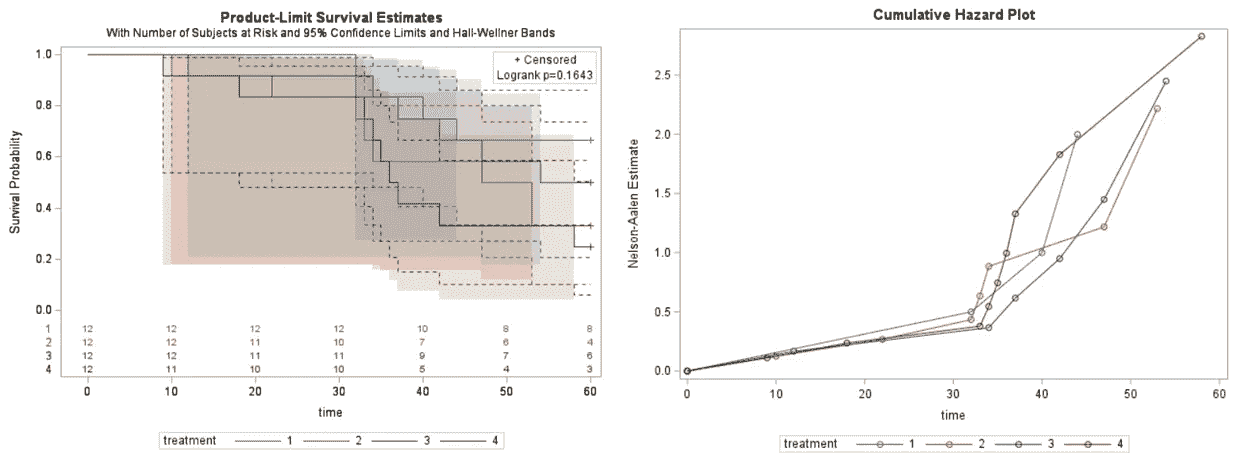 Product-Limit Survival Estimates
With Number of Subjects at Risk and 95% Confidence Limits and Hall-Wellner Bands
+ Censored
Logrank p=0.1643
1.0
0.8
0.6
0.4
0.2
0.0
Survival Probability
1 12 12 12 12 10 8 8
2 12 12 11 10 7 6 4
3 12 12 11 11 9 7 6
4 12 11 10 10 5 4 3
0 10 20 30 40 50 60
time
treatment 1 2 3 4
Cumulative Hazard Plot
2.5
2.0
1.5
1.0
0.5
0.0
Nelson-Aalen Estimate
0 10 20 30 40 50 60
time
treatment 1 2 3 4